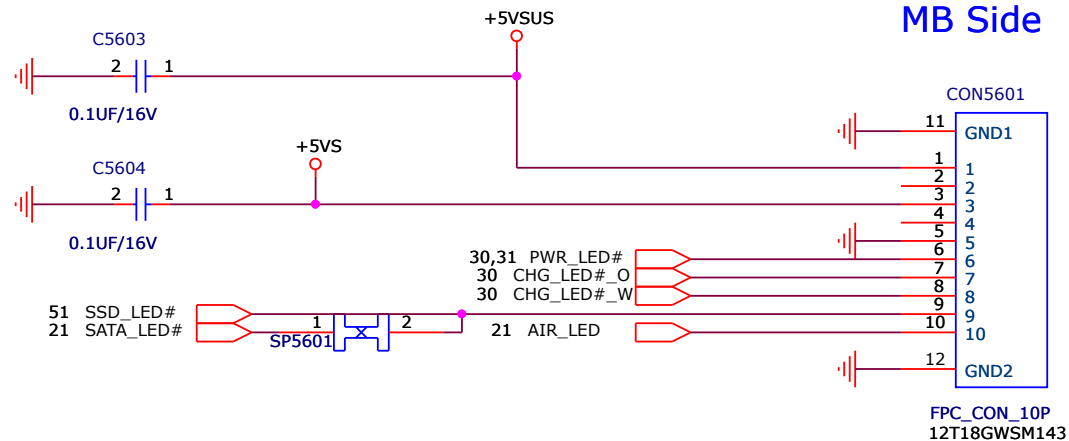 MB Side
+5VSUS
C5603
2 1
0.1UF/16V
CON5601
11 GND1
+5VS
1 1
C5604
2 2
2 1
3 3
4 4
0.1UF/16V
5 5
30,31 PWR_LED# 6 6
30 CHG_LED#_O 7 7
30 CHG_LED#_W 8 8
51 SSD_LED# 9 9
21 SATA_LED# 1 2 21 AIR_LED 10 10
SP5601
12 GND2
FPC_CON_10P
12T18GWSM143